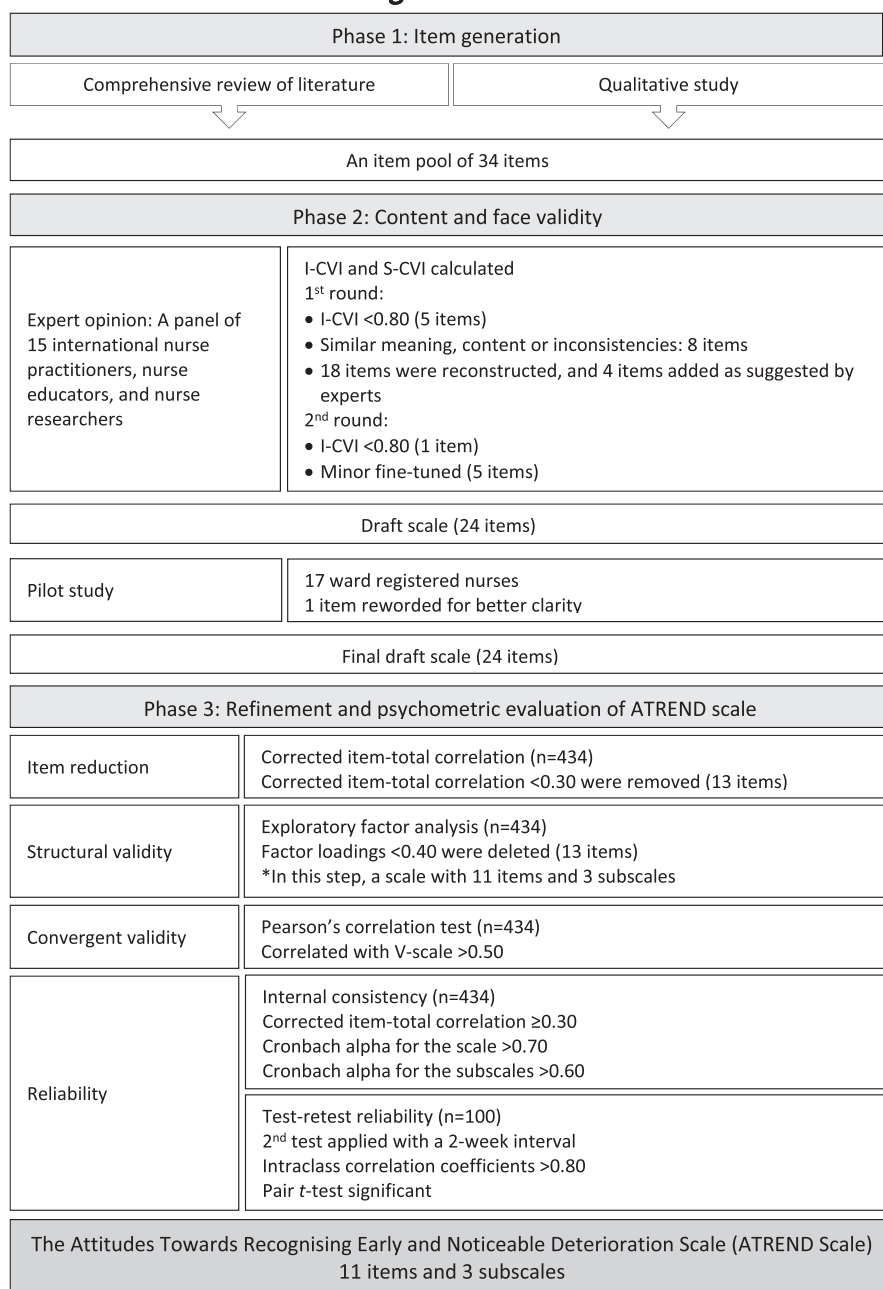 Phase 1: Item generation
Comprehensive review of literature
Qualitative study
An item pool of 34 items
Phase 2: Content and face validity
Expert opinion: A panel of
15 international nurse
practitioners, nurse
educators, and nurse
researchers
I-CVI and S-CVI calculated
1st round:
• I-CVI <0.80 (5 items)
• Similar meaning, content or inconsistencies: 8 items
• 18 items were reconstructed, and 4 items added as suggested by
experts
2nd round:
• I-CVI <0.80 (1 item)
• Minor fine-tuned (5 items)
Draft scale (24 items)
Pilot study
17 ward registered nurses
1 item reworded for better clarity
Final draft scale (24 items)
Phase 3: Refinement and psychometric evaluation of ATREND scale
Item reduction
Corrected item-total correlation (n=434)
Corrected item-total correlation <0.30 were removed (13 items)
Structural validity
Exploratory factor analysis (n=434)
Factor loadings <0.40 were deleted (13 items)
*In this step, a scale with 11 items and 3 subscales
Convergent validity
Pearson's correlation test (n=434)
Correlated with V-scale >0.50
Reliability
Internal consistency (n=434)
Corrected item-total correlation ≥0.30
Cronbach alpha for the scale >0.70
Cronbach alpha for the subscales >0.60
Test-retest reliability (n=100)
2nd test applied with a 2-week interval
Intraclass correlation coefficients >0.80
Pair t-test significant
The Attitudes Towards Recognising Early and Noticeable Deterioration Scale (ATREND Scale)
11 items and 3 subscales